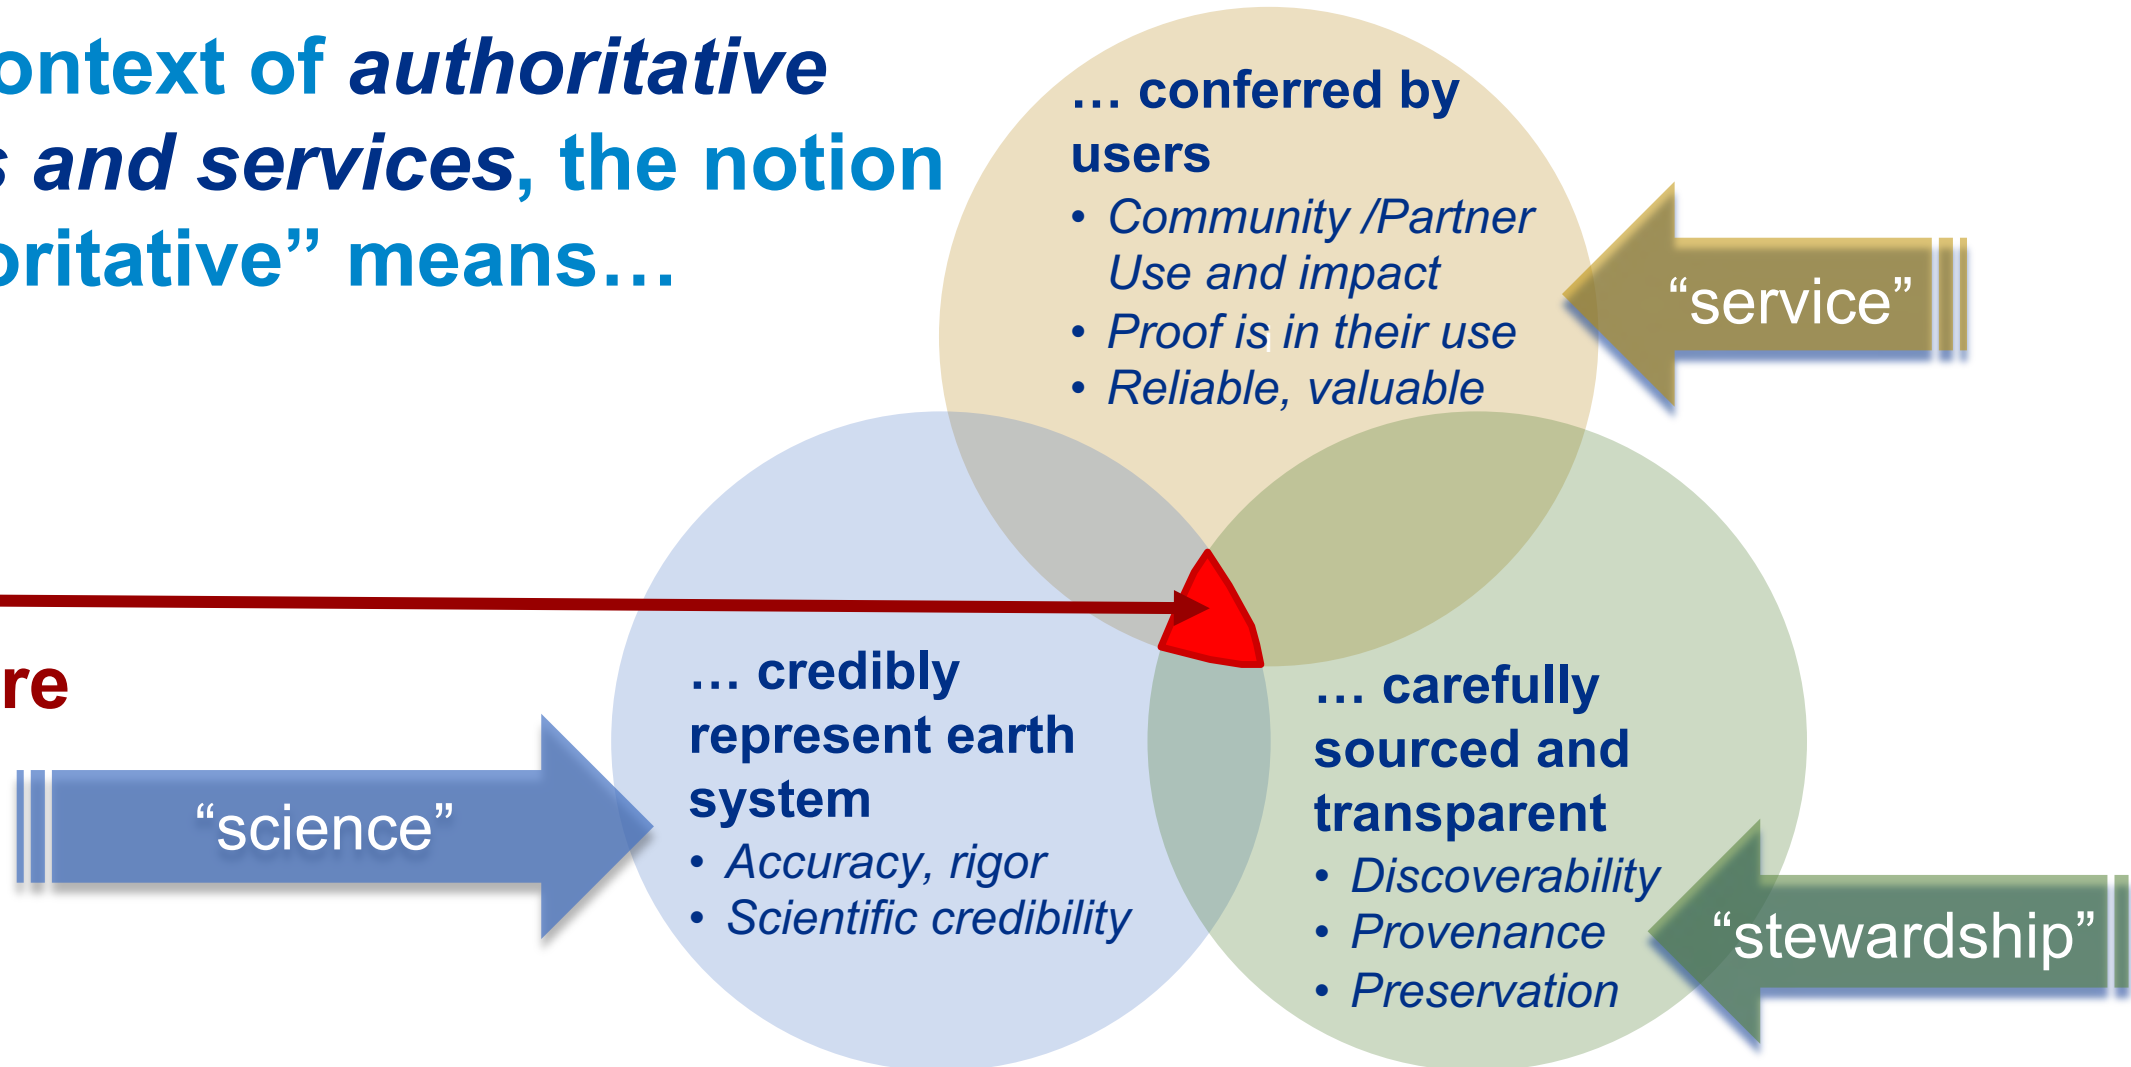 ontext of authoritative
s and services, the notion
oritative” means…
… conferred by
users
• Community /Partner
Use and impact
• Proof is in their use
• Reliable, valuable
“service”
re
“science”
… credibly
represent earth
system
• Accuracy, rigor
• Scientific credibility
… carefully
sourced and
transparent
• Discoverability
• Provenance
• Preservation
“stewardship”